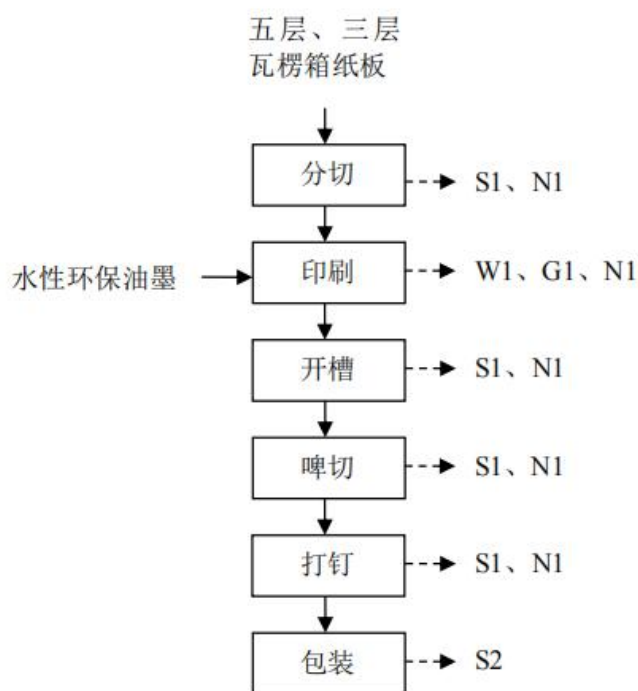 五层、三层
瓦楞箱纸板
分切
S1、N1
水性环保油墨
印刷
W1、G1、N1
开槽
S1、N1
啤切
S1、N1
打钉
S1、N1
包装
S2